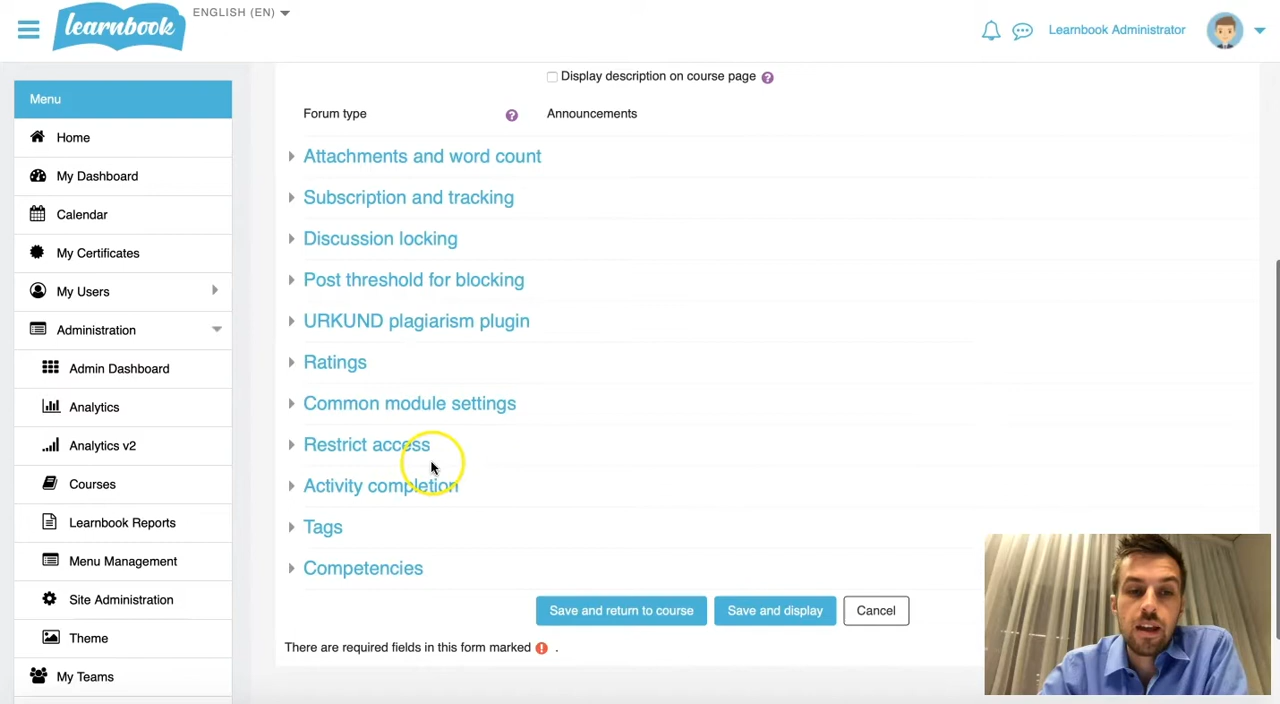 learnbook
ENGLISH (EN)
Learnbook Administrator
Menu
Home
My Dashboard
Calendar
My Certificates
My Users
Administration
Admin Dashboard
Analytics
Analytics v2
Courses
Learnbook Reports
Menu Management
Site Administration
Theme
My Teams
Display description on course page ?
Forum type ? Announcements
Attachments and word count
Subscription and tracking
Discussion locking
Post threshold for blocking
URKUND plagiarism plugin
Ratings
Common module settings
Restrict access
Activity completion
Tags
Competencies
Save and return to course Save and display Cancel
There are required fields in this form marked ! .